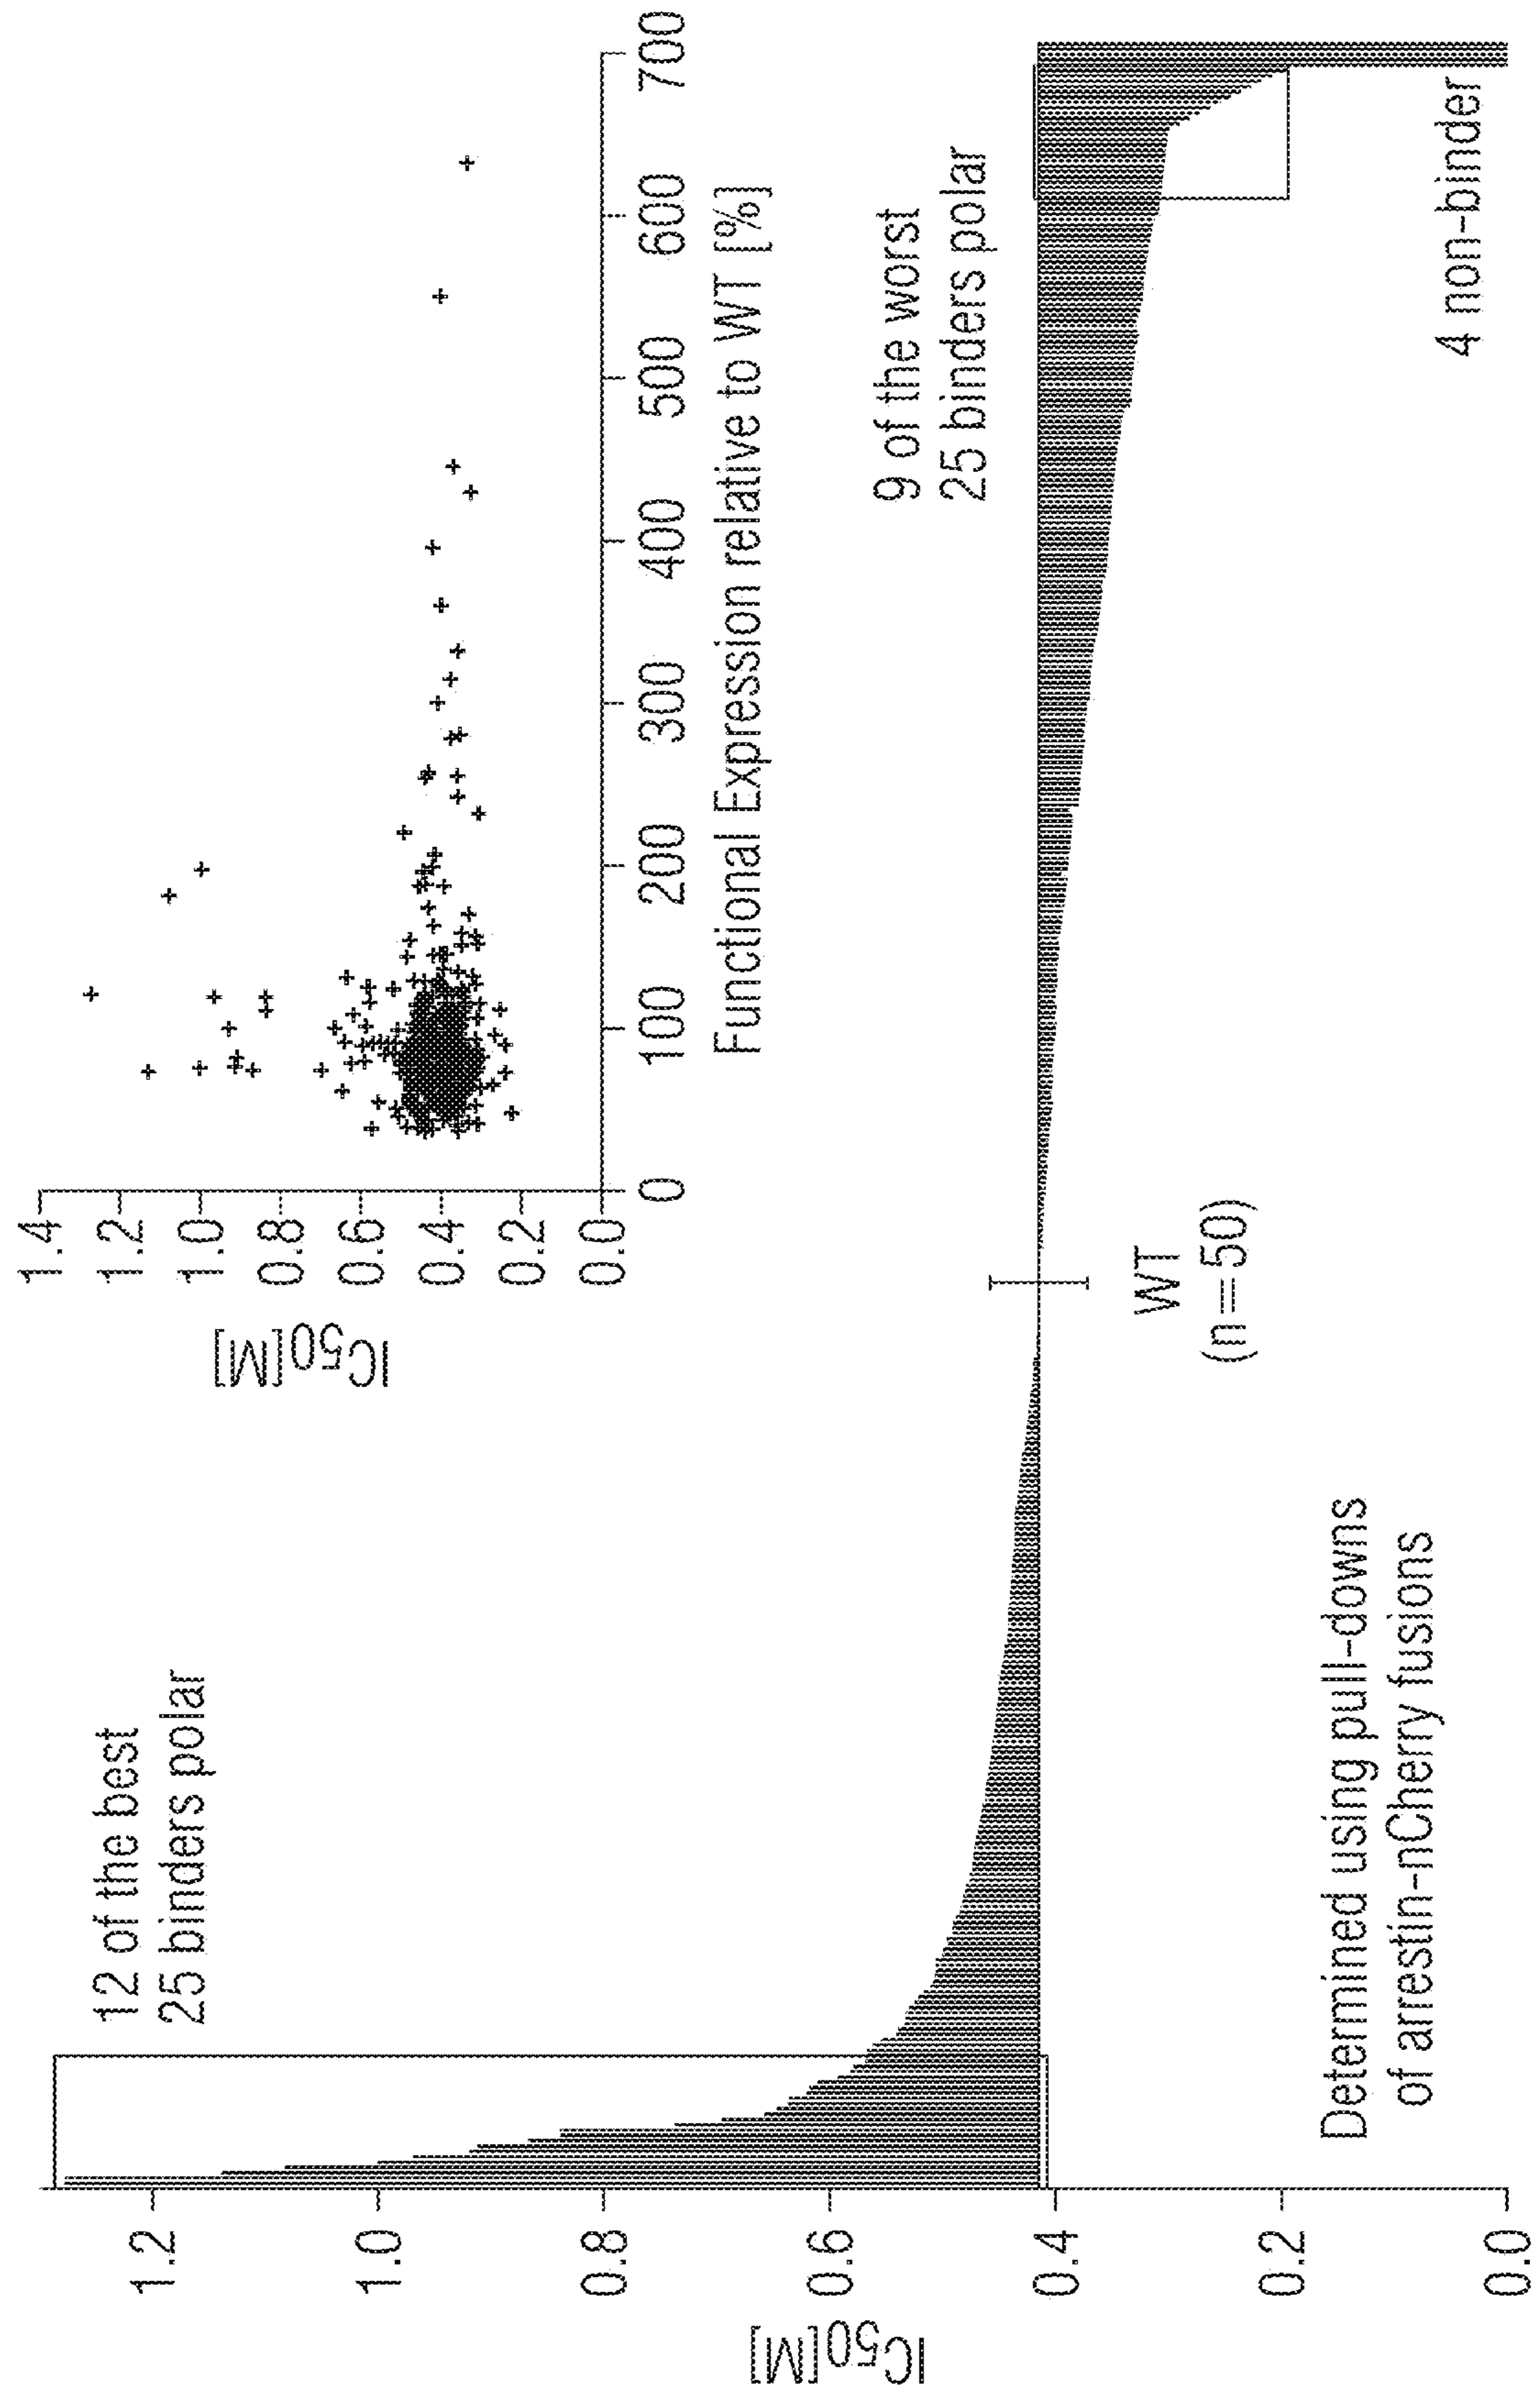 12 of the best
25 binders polar
IC50[M]
1.2
1.0
0.8
0.6
0.4
0.2
0.0
Determined using pull-downs
of arrestin-nCherry fusions
WT
(n=50)
IC50[M]
1.4
1.2
1.0
0.8
0.6
0.4
0.2
0.0
0 100 200 300 400 500 600 700
Functional Expression relative to WT [%]
9 of the worst
25 binders polar
4 non-binder